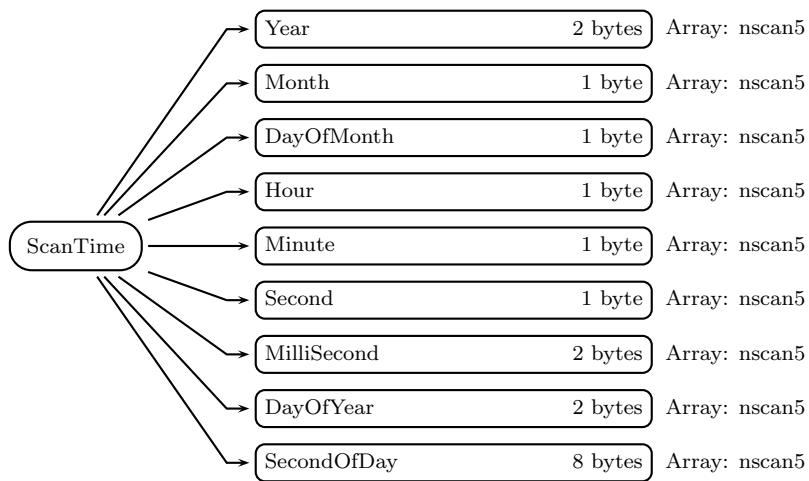 Year 2 bytes Array: nscan5
Month 1 byte Array: nscan5
DayOfMonth 1 byte Array: nscan5
Hour 1 byte Array: nscan5
ScanTime Minute 1 byte Array: nscan5
Second 1 byte Array: nscan5
MilliSecond 2 bytes Array: nscan5
DayOfYear 2 bytes Array: nscan5
SecondOfDay 8 bytes Array: nscan5